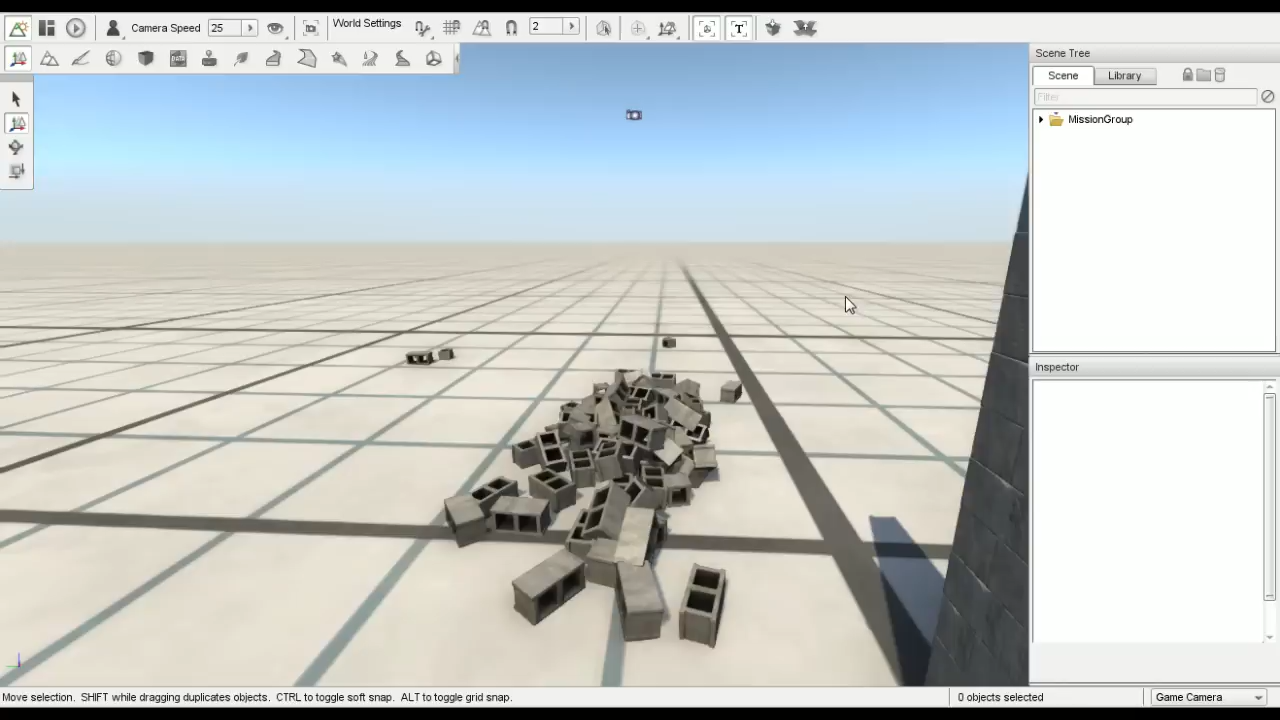 Camera Speed 25 World Settings 2
DATA
T
Scene Tree
Scene Library
Filter
MissionGroup
Inspector
Move selection. SHIFT while dragging duplicates objects. CTRL to toggle soft snap. ALT to toggle grid snap. 0 objects selected Game Camera